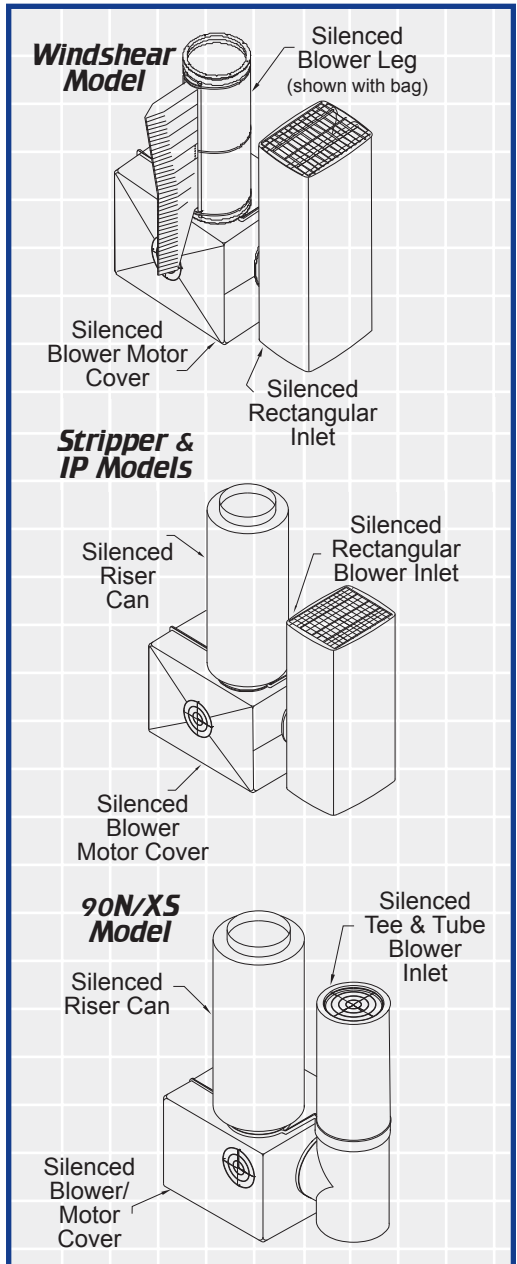 Windshear
Model
Silenced
Blower Leg
(shown with bag)
Silenced
Blower Motor
Cover
Silenced
Rectangular
Inlet
Stripper &
IP Models
Silenced
Riser
Can
Silenced
Rectangular
Blower Inlet
Silenced
Blower
Motor Cover
90N/XS
Model
Silenced
Tee & Tube
Blower
Inlet
Silenced
Riser Can
Silenced
Blower/
Motor
Cover